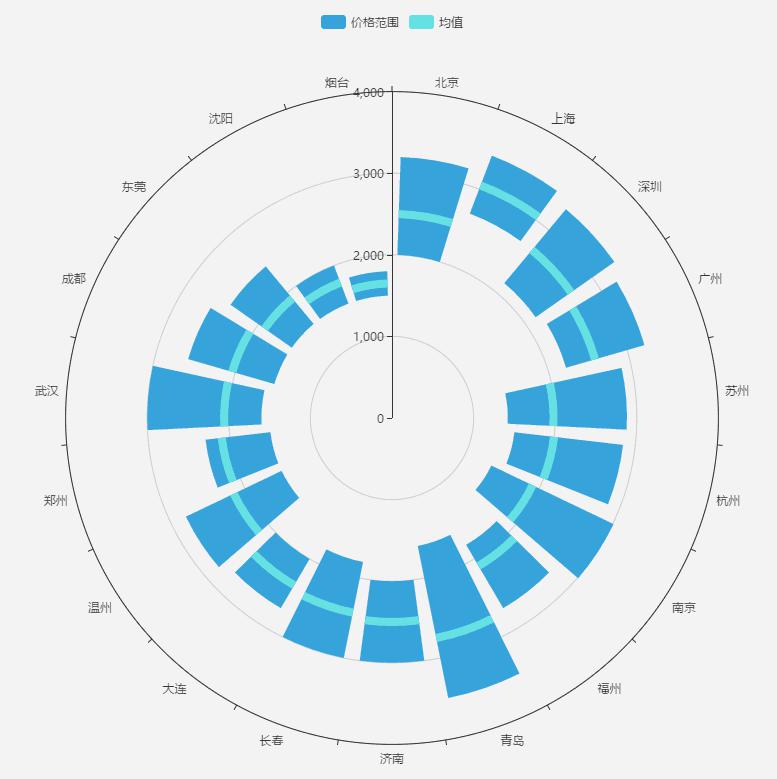 价格范围
均值
烟台
北京
4,000
沈阳
上海
3,000
东莞
深圳
2,000
成都
广州
1,000
武汉
苏州
0
郑州
杭州
温州
南京
大连
福州
长春
青岛
济南